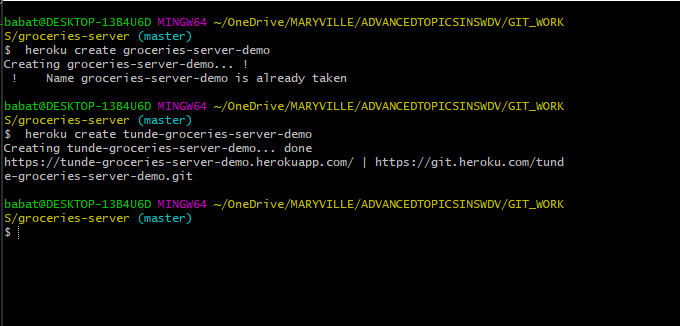 babat@DESKTOP-13B4U6D MINGW64 ~/OneDrive/MARYVILLE/ADVANCEDTOPICSINSWDV/GIT_WORK
S/groceries-server (master)
$  heroku create groceries-server-demo
Creating groceries-server-demo... !
 !    Name groceries-server-demo is already taken
babat@DESKTOP-13B4U6D MINGW64 ~/OneDrive/MARYVILLE/ADVANCEDTOPICSINSWDV/GIT_WORK
S/groceries-server (master)
$  heroku create tunde-groceries-server-demo
Creating tunde-groceries-server-demo... done
https://tunde-groceries-server-demo.herokuapp.com/ | https://git.heroku.com/tund
e-groceries-server-demo.git
babat@DESKTOP-13B4U6D MINGW64 ~/OneDrive/MARYVILLE/ADVANCEDTOPICSINSWDV/GIT_WORK
S/groceries-server (master)
$